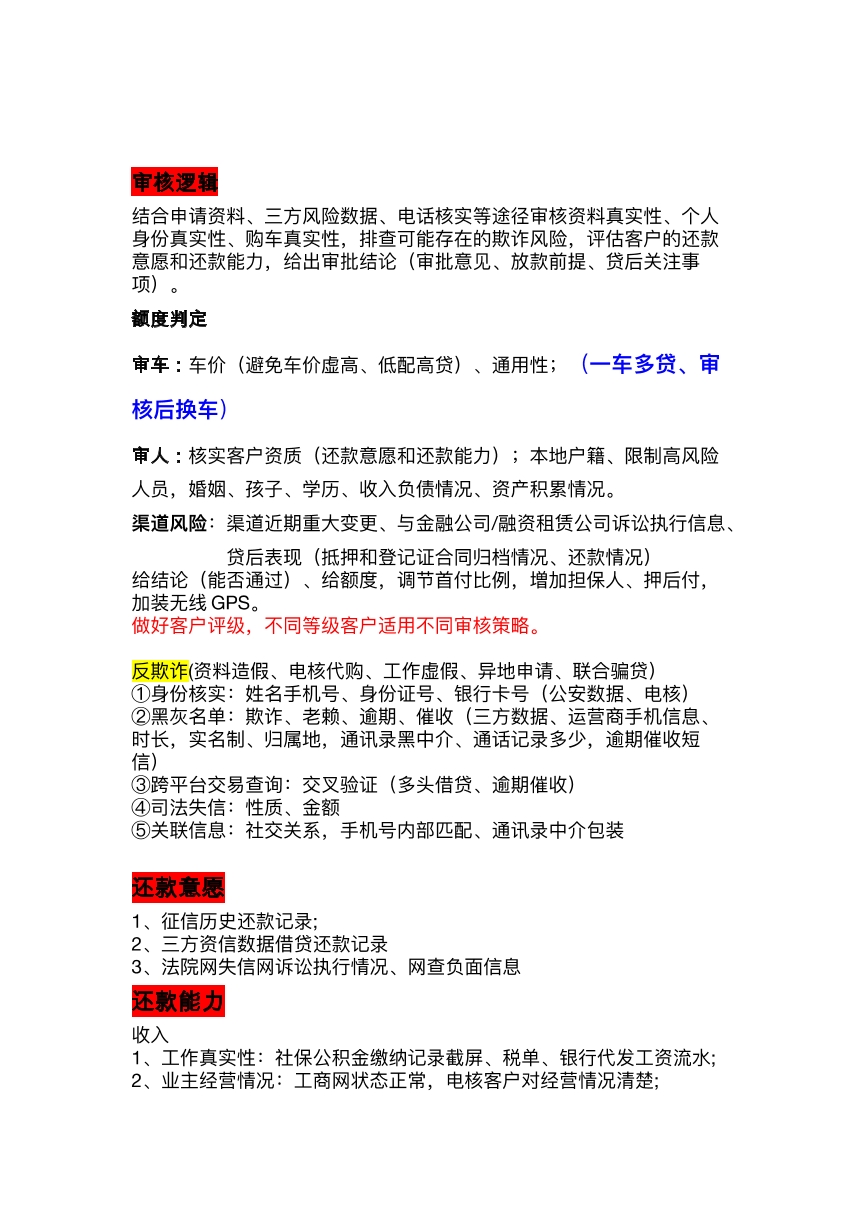 审核逻辑
结合申请资料、三方风险数据、电话核实等途径审核资料真实性、个人
身份真实性、购车真实性，排查可能存在的欺诈风险，评估客户的还款
意愿和还款能力，给出审批结论（审批意见、放款前提、贷后关注事
项）。
额度判定
审车：车价（避免车价虚高、低配高贷）、通用性；（一车多贷、审
核后换车）
审人：核实客户资质（还款意愿和还款能力）；本地户籍、限制高风险
人员，婚姻、孩子、学历、收入负债情况、资产积累情况。
渠道风险：渠道近期重大变更、与金融公司/融资租赁公司诉讼执行信息、
贷后表现（抵押和登记证合同归档情况、还款情况）
给结论（能否通过）、给额度，调节首付比例，增加担保人、押后付，
加装无线 GPS。
做好客户评级，不同等级客户适用不同审核策略。
反欺诈(资料造假、电核代购、工作虚假、异地申请、联合骗贷）
①身份核实：姓名手机号、身份证号、银行卡号（公安数据、电核）
②黑灰名单：欺诈、老赖、逾期、催收（三方数据、运营商手机信息、
时长，实名制、归属地，通讯录黑中介、通话记录多少，逾期催收短
信）
③跨平台交易查询：交叉验证（多头借贷、逾期催收）
④司法失信：性质、金额
⑤关联信息：社交关系，手机号内部匹配、通讯录中介包装
还款意愿
1、征信历史还款记录;
2、三方资信数据借贷还款记录
3、法院网失信网诉讼执行情况、网查负面信息
还款能力
收入
1、工作真实性：社保公积金缴纳记录截屏、税单、银行代发工资流水;
2、业主经营情况：工商网状态正常，电核客户对经营情况清楚;